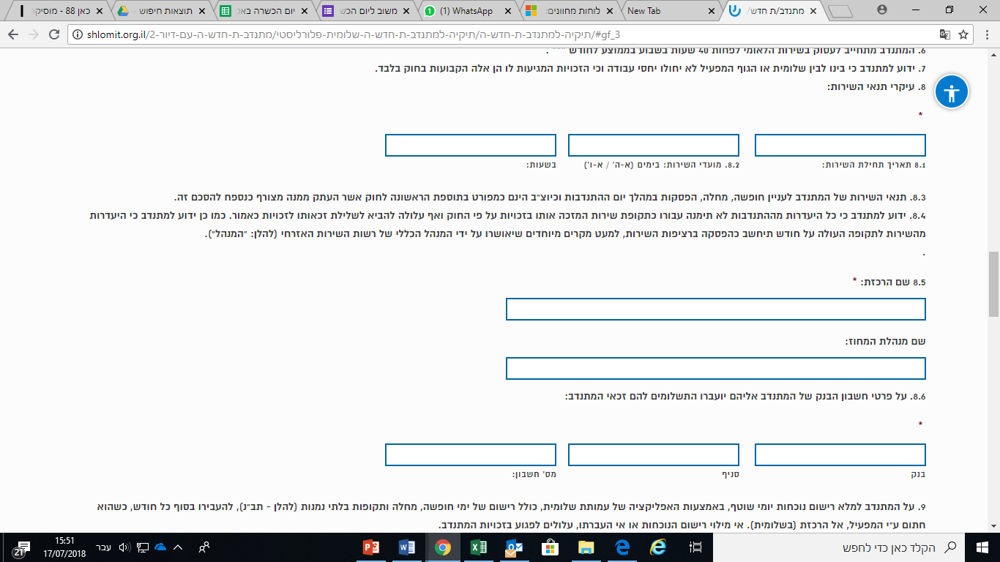 כאן 88 - מוסיקה
תוצאות חיפוש -
יום הכשרה באק
משוב ליום הכש
(1) WhatsApp
לוחות מחוונים:
New Tab
מתנדב/ת חדש/
shlomit.org.il/מתנדב-ת-חדש-ה-עם-דיור-2/תיקיה-למתנדב-ת-חדש-ה-שלומית-פלורליסטי/תיקיה-למתנדב-ת-חדש-ה/#gf_3
6. המתנדב מתחייב לעסוק בשירות הלאומי לפחות 40 שעות בשבוע בממוצע לחודש *** .
7. ידוע למתנדב כי בינו לבין שלומית או הגוף המפעיל לא יחולו יחסי עבודה וכי הזכויות המגיעות לו הן אלה הקבועות בחוק בלבד.
8. עיקרי תנאי השירות:
*
8.1 תאריך תחילת השירות:
8.2. מועדי השירות: בימים (א-ה' / א-ו')
בשעות:
8.3. תנאי השירות של המתנדב לעניין חופשה, מחלה, הפסקות במהלך יום ההתנדבות וכיוצ"ב הינם כמפורט בתוספת הראשונה לחוק אשר העתק ממנה מצורף כנספח להסכם זה.
8.4. ידוע למתנדב כי כל היעדרות מההתנדבות לא תימנה עבורו כתקופת שירות המזכה אותו בזכויות על פי החוק ואף עלולה להביא לשלילת זכאותו לזכויות כאמור. כמו כן ידוע למתנדב כי היעדרות
מהשירות לתקופה העולה על חודש תיחשב כהפסקה ברציפות השירות, למעט מקרים מיוחדים שיאושרו על ידי המנהל הכללי של רשות השירות האזרחי (להלן: "המנהל").
.
8.5 שם הרכזת: *
שם מנהלת המחוז:
8.6. על פרטי חשבון הבנק של המתנדב אליהם יועברו התשלומים להם זכאי המתנדב:
*
בנק
סניף
מס' חשבון:
9. על המתנדב למלא רישום נוכחות יומי שוטף, באמצעות האפליקציה של עמותת שלומית, כולל רישום של ימי חופשה, מחלה ותקופות בלתי נמנות (להלן - תב"נ), להעבירו בסוף כל חודש, כשהוא
חתום ע"י המפעיל, אל הרכזת (בשלומית). אי מילוי רישום הנוכחות או אי העברתו, עלולים לפגוע בזכויות המתנדב.
הקלד כאן כדי לחפש
עבר
15:51
17/07/2018
21